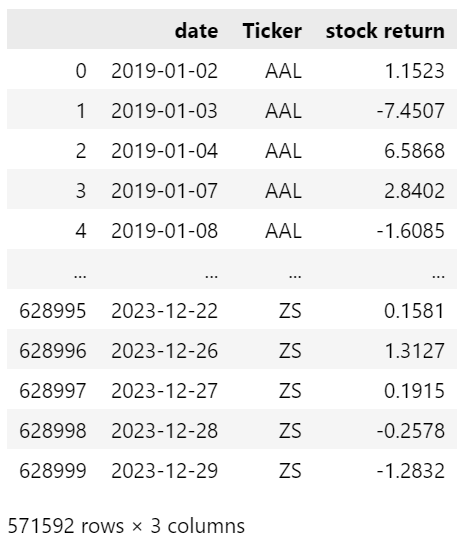 date Ticker stock return
0 2019-01-02 AAL 1.1523
1 2019-01-03 AAL -7.4507
2 2019-01-04 AAL 6.5868
3 2019-01-07 AAL 2.8402
4 2019-01-08 AAL -1.6085
... ... ... ...
628995 2023-12-22 ZS 0.1581
628996 2023-12-26 ZS 1.3127
628997 2023-12-27 ZS 0.1915
628998 2023-12-28 ZS -0.2578
628999 2023-12-29 ZS -1.2832
571592 rows × 3 columns